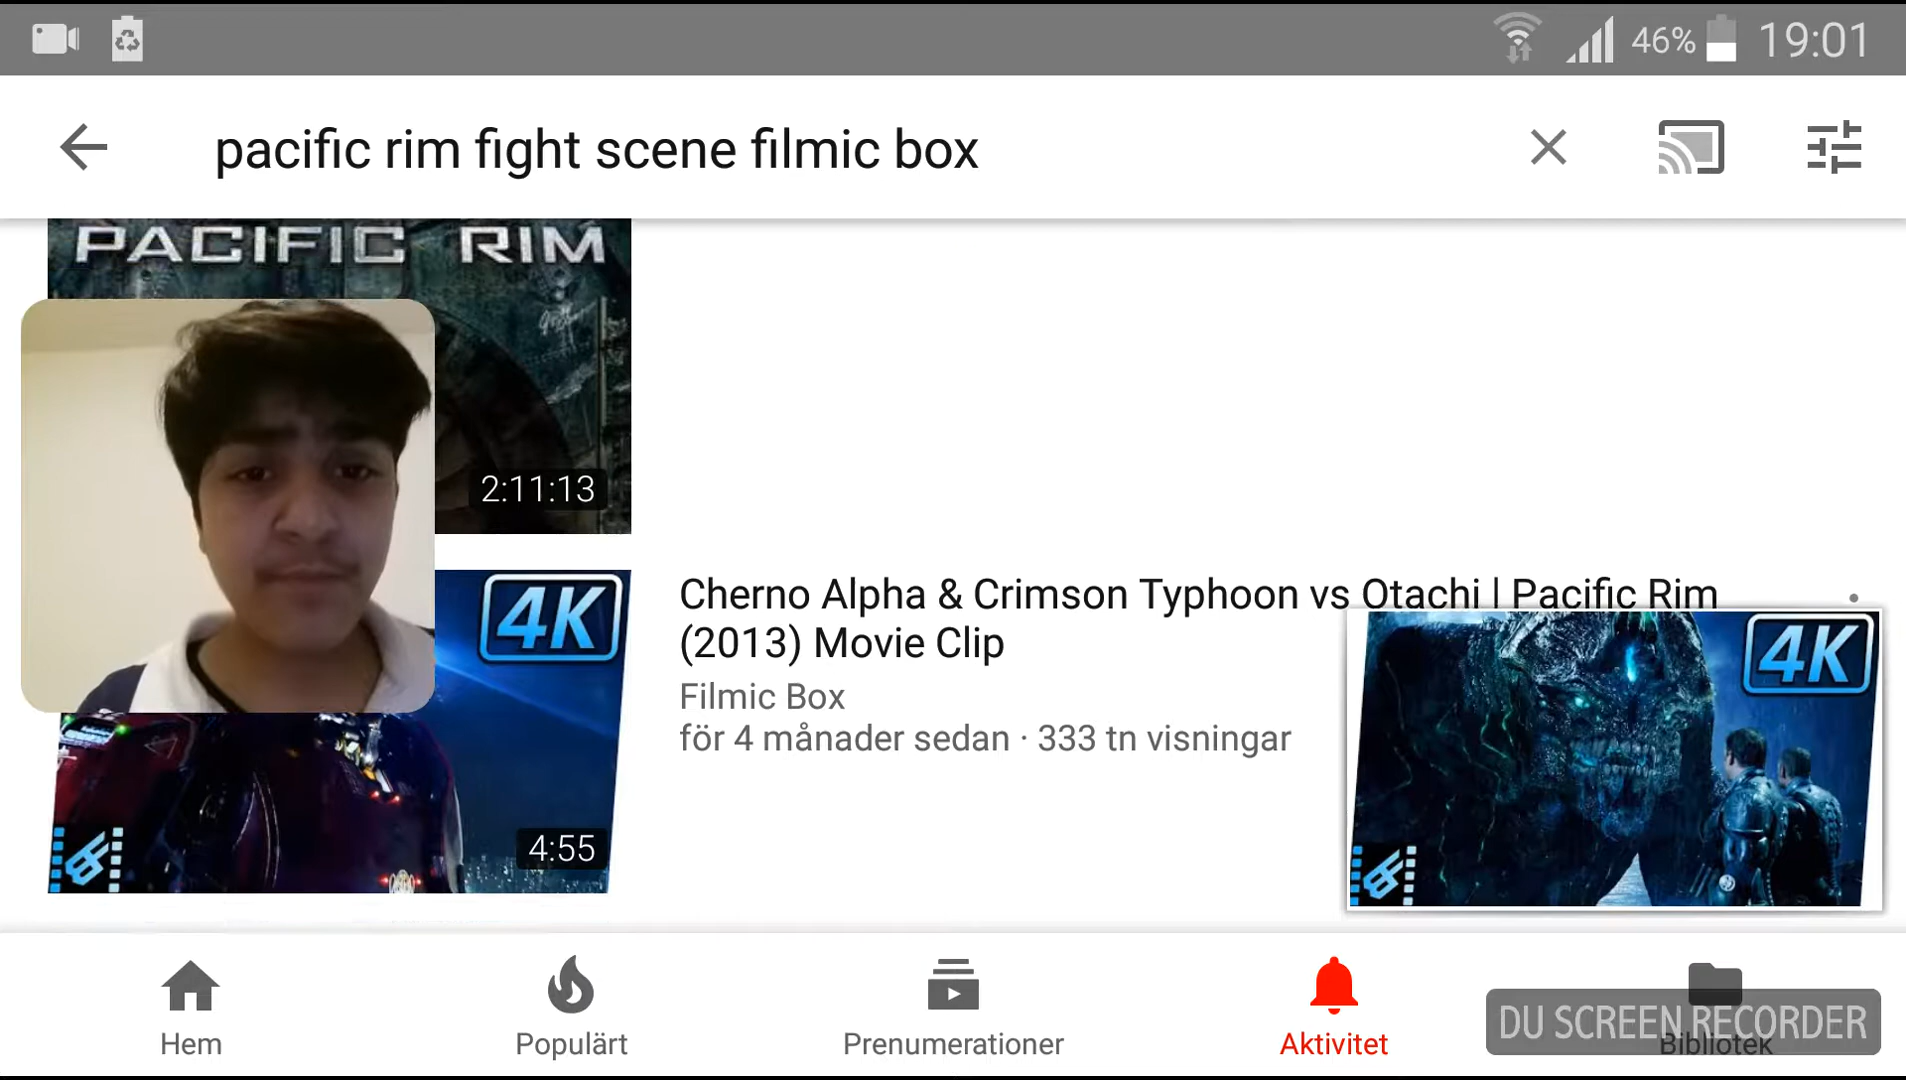 46% 19:01
pacific rim fight scene filmic box
PACIFIC RIM
2:11:13
4K
Cherno Alpha & Crimson Typhoon vs Otachi | Pacific Rim
(2013) Movie Clip
Filmic Box
för 4 månader sedan · 333 tn visningar
4:55
4K
Hem
Populärt
Prenumerationer
Aktivitet
Bibliotek
DU SCREEN RECORDER